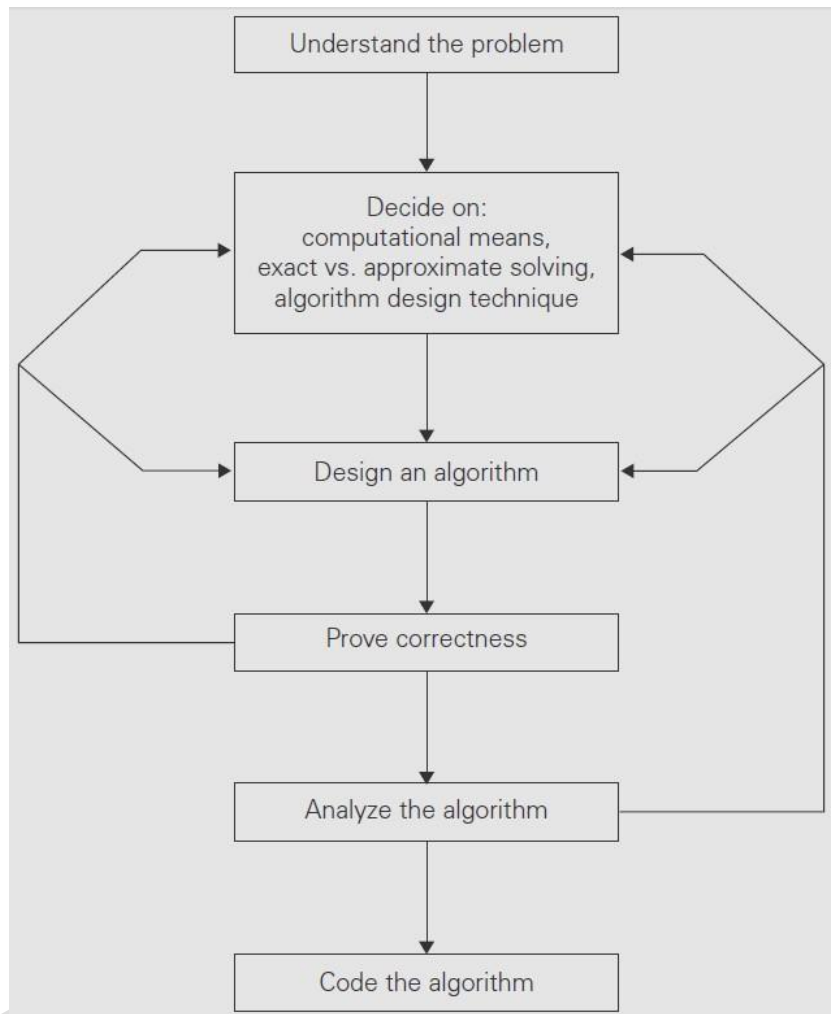 Understand the problem
Decide on:
computational means,
exact vs. approximate solving,
algorithm design technique
Design an algorithm
Prove correctness
Analyze the algorithm
Code the algorithm